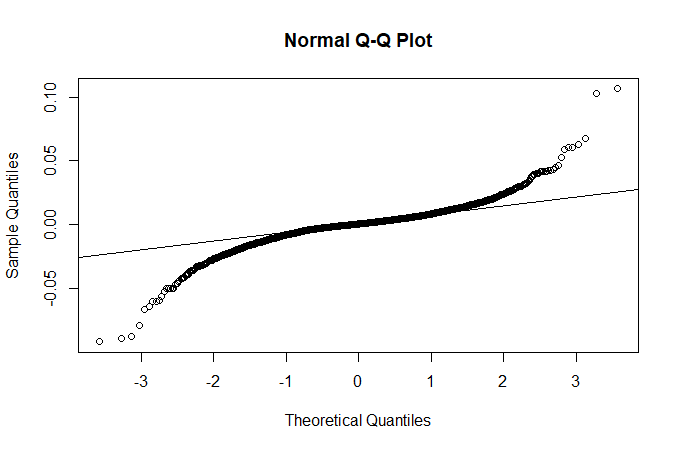 Normal Q-Q Plot
Sample Quantiles
0.10
0.05
0.00
-0.05
-3 -2 -1 0 1 2 3
Theoretical Quantiles